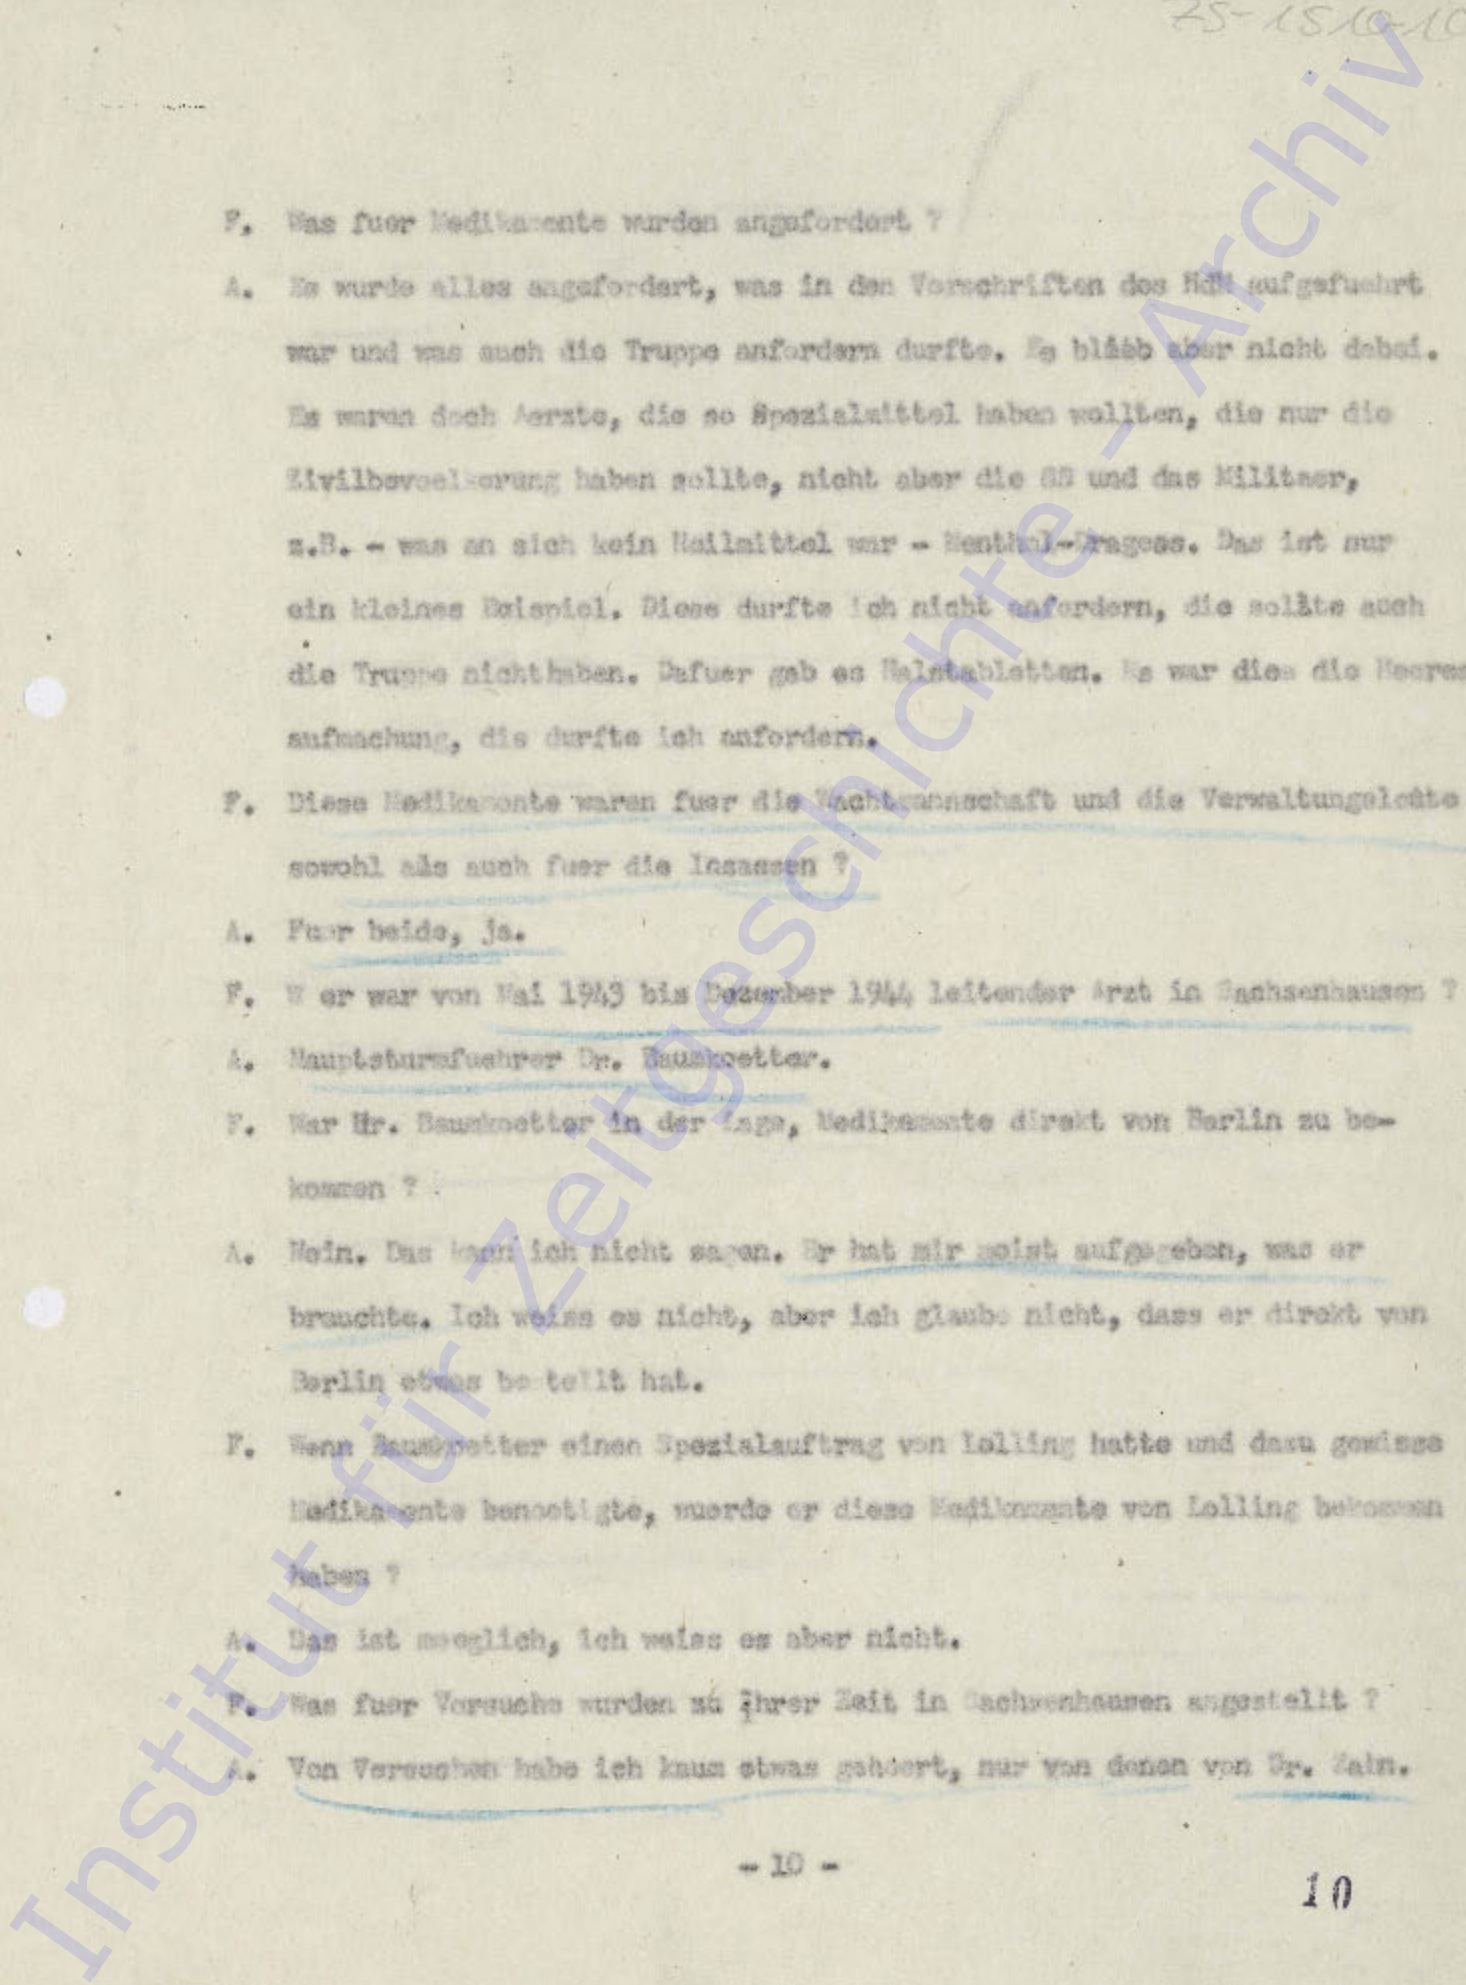 ZS-1510-10
F. Was fuer Medikamente wurden angefordert ?
A. Es wurde alles angefordert, was in den Vorschriften des HdM aufgefuehrt
war und was auch die Truppe anfordern durfte. Es blieb aber nicht dabei.
Es waren doch Aerzte, die so Spezialmittel haben wollten, die nur die
Zivilbevoelkerung haben sollte, nicht aber die SS und das Militaer,
z.B. - was an sich kein Heilmittel war - Menthol-Dragees. Das ist nur
ein kleines Beispiel. Diese durfte ich nicht anfordern, die sollte auch
die Truppe nichthaben. Dafuer gab es Halstabletten. Es war dies die Heeres
aufmachung, die durfte ich anfordern.
F. Diese Medikamente waren fuer die Wachtmannschaft und die Verwaltungsleute
sowohl als auch fuer die Insassen ?
A. Fuer beide, ja.
F. W er war von Mai 1943 bis Dezember 1944 leitender Arzt in Sachsenhausen ?
A. Hauptsturmfuehrer Dr. Baumkoetter.
F. War Dr. Baumkoetter in der Lage, Medikamente direkt von Berlin zu be-
kommen ?
A. Nein. Das kann ich nicht sagen. Er hat mir meist aufgegeben, was er
brauchte. Ich weiss es nicht, aber ich glaube nicht, dass er direkt von
Berlin etwas bestellt hat.
F. Wenn Baumkoetter einen Spezialauftrag von Lolling hatte und dazu gewisse
Medikamente benoetigte, wuerde er diese Medikamente von Lolling bekommen
haben ?
A. Das ist moeglich, ich weiss es aber nicht.
F. Was fuer Versuche wurden zu Ihrer Zeit in Sachsenhausen angestellt ?
A. Von Versuchen habe ich kaum etwas gehoert, nur von denen von Dr.
- 10 -
10
Institut für Zeitgeschichte - Archiv